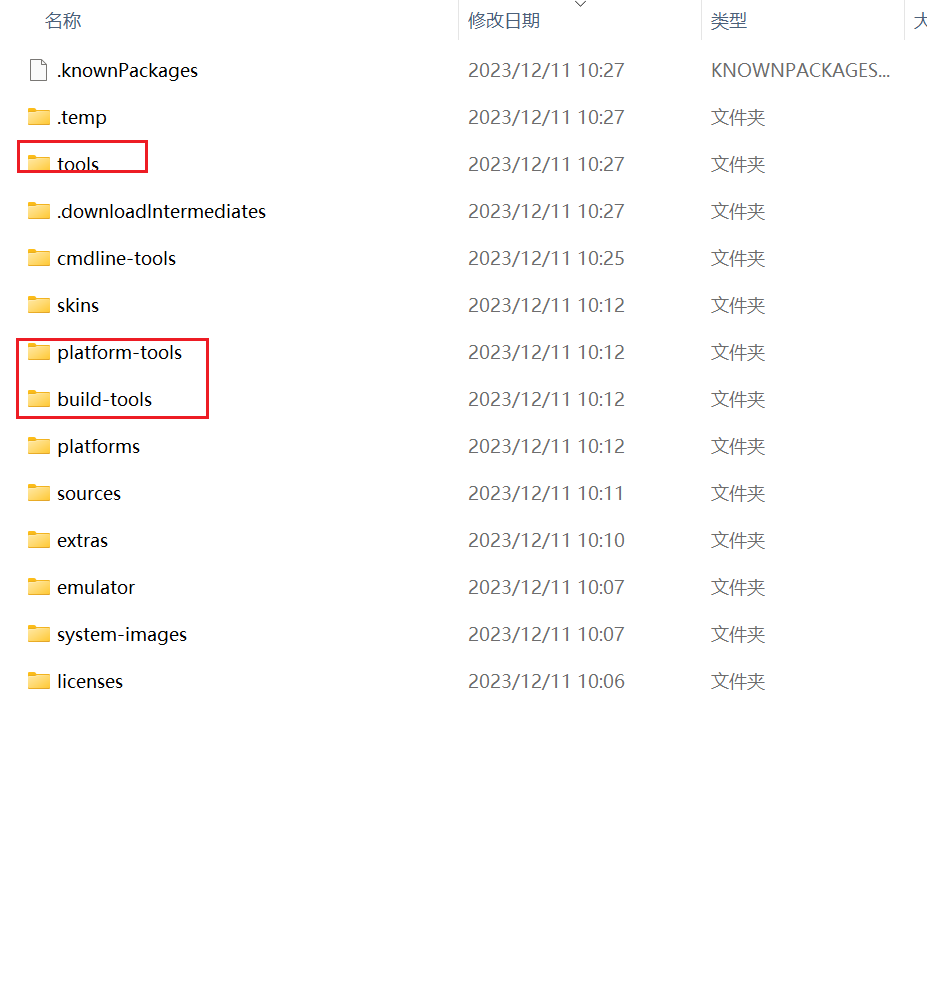 名称 修改日期 类型 大
.knownPackages 2023/12/11 10:27 KNOWNPACKAGES...
.temp 2023/12/11 10:27 文件夹
tools 2023/12/11 10:27 文件夹
.downloadIntermediates 2023/12/11 10:27 文件夹
cmdline-tools 2023/12/11 10:25 文件夹
skins 2023/12/11 10:12 文件夹
platform-tools 2023/12/11 10:12 文件夹
build-tools 2023/12/11 10:12 文件夹
platforms 2023/12/11 10:12 文件夹
sources 2023/12/11 10:11 文件夹
extras 2023/12/11 10:10 文件夹
emulator 2023/12/11 10:07 文件夹
system-images 2023/12/11 10:07 文件夹
licenses 2023/12/11 10:06 文件夹